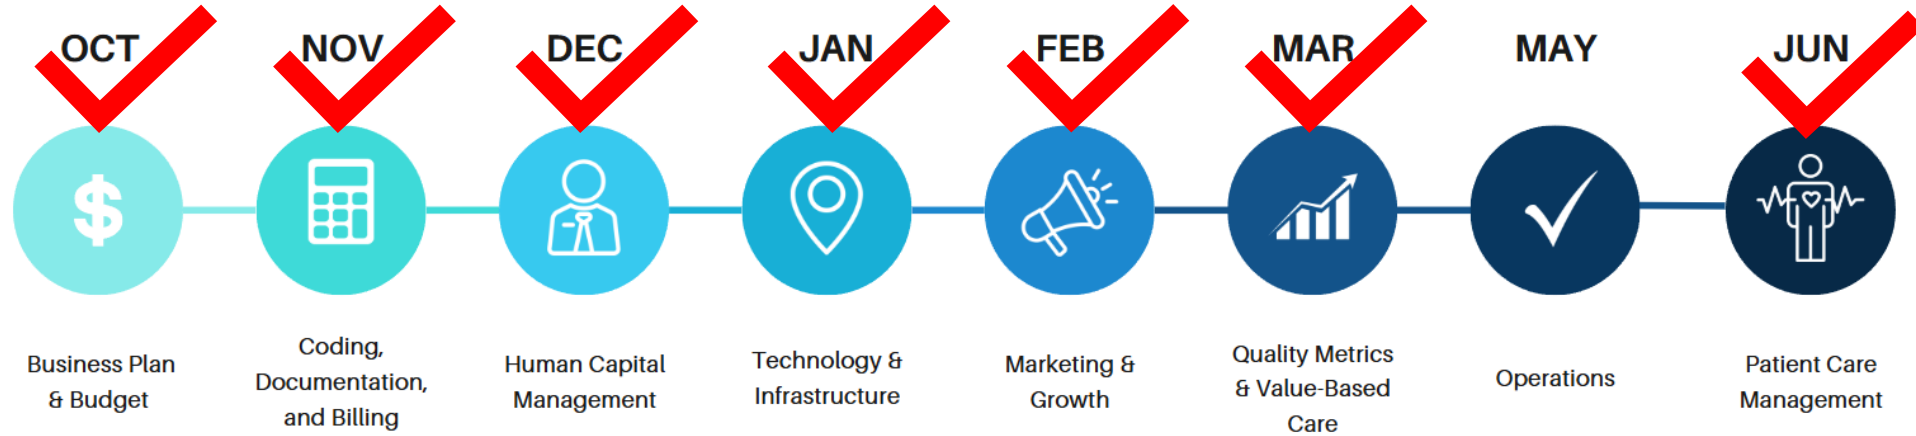 OCT
NOV
DEC
JAN
FEB
MAR
MAY
JUN
$
Business Plan
& Budget
Coding,
Documentation,
and Billing
Human Capital
Management
Technology &
Infrastructure
Marketing &
Growth
Quality Metrics
& Value-Based
Care
Operations
Patient Care
Management